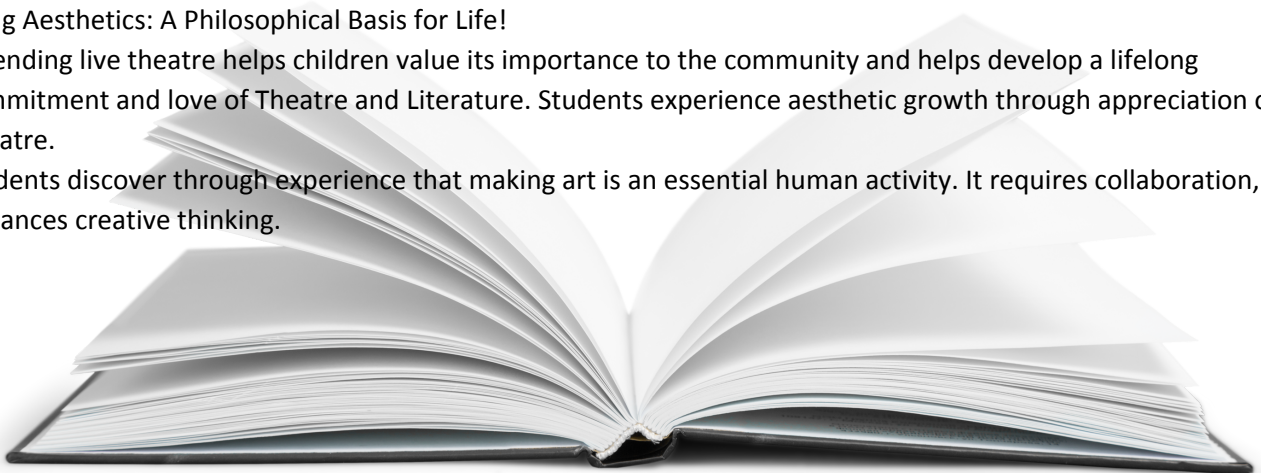 g Aesthetics: A Philosophical Basis for Life!
ending live theatre helps children value its importance to the community and helps develop a lifelong
mmitment and love of Theatre and Literature. Students experience aesthetic growth through appreciation
atre.
dents discover through experience that making art is an essential human activity. It requires collaboration,
ances creative thinking.